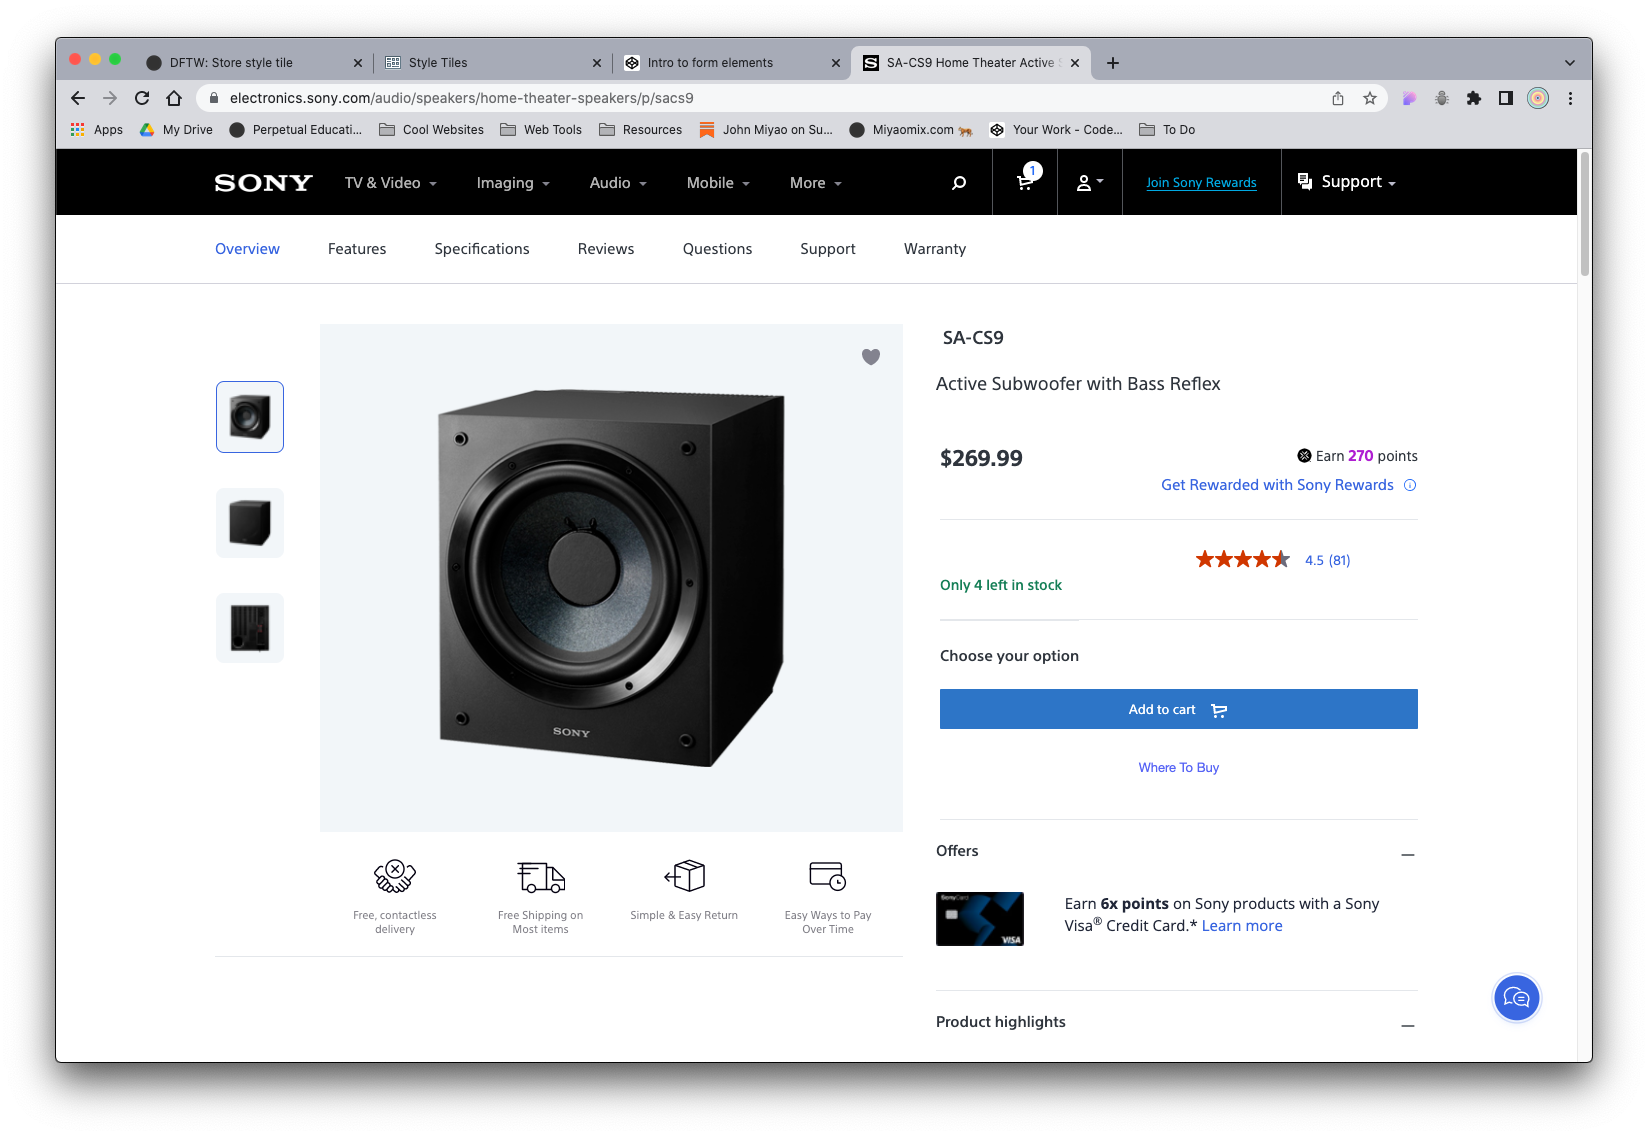 DFTW: Store style tile
Style Tiles
Intro to form elements
SA-CS9 Home Theater Active
electronics.sony.com/audio/speakers/home-theater-speakers/p/sacs9
Apps
My Drive
Perpetual Educati...
Cool Websites
Web Tools
Resources
John Miyao on Su...
Miyaomix.com 🐅
Your Work - Code...
To Do
SONY
TV & Video
Imaging
Audio
Mobile
More
1
Join Sony Rewards
Support
Overview
Features
Specifications
Reviews
Questions
Support
Warranty
SONY
SA-CS9
Active Subwoofer with Bass Reflex
$269.99
Earn 270 points
Get Rewarded with Sony Rewards
4.5 (81)
Only 4 left in stock
Choose your option
Add to cart
Where To Buy
Free, contactless
delivery
Free Shipping on
Most items
Simple & Easy Return
Easy Ways to Pay
Over Time
Offers
SonyCard
VISA
Earn 6x points on Sony products with a Sony
Visa® Credit Card.* Learn more
Product highlights